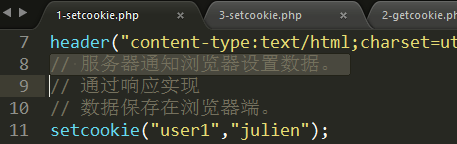 1-setcookie.php × 3-setcookie.php × 2-getcookie.ph
7 header("content-type:text/html;charset=ut
8 // 服务器通知浏览器设置数据。
9 // 通过响应实现
10 // 数据保存在浏览器端。
11 setcookie("user1","julien");